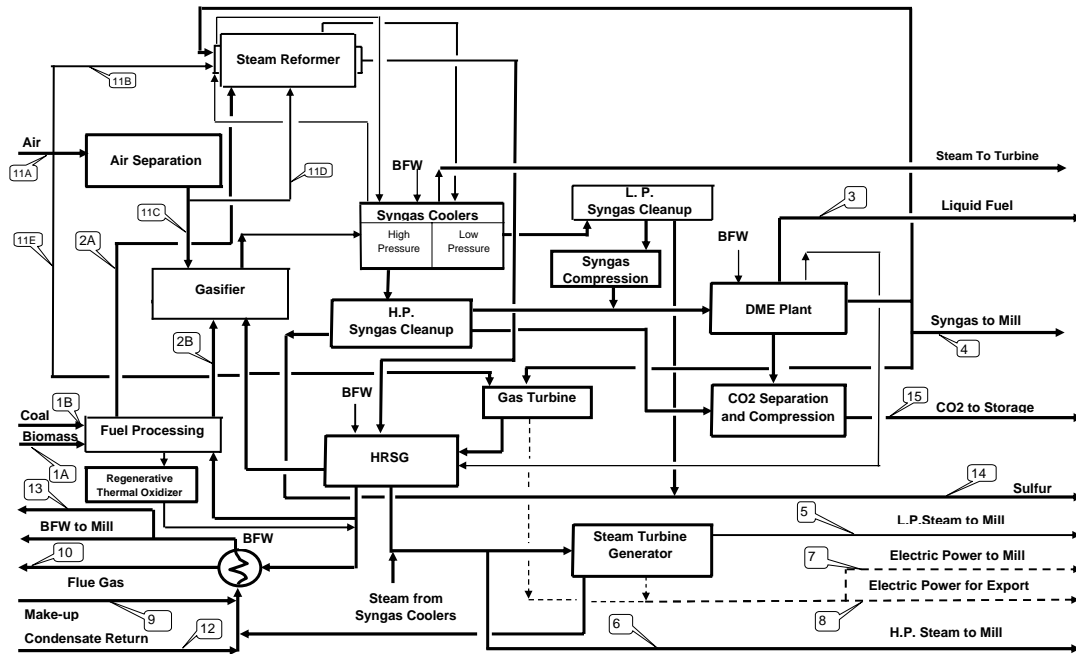 Steam Reformer
11B
Air
11A
Air Separation
11D
BFW
Steam To Turbine
L. P.
Syngas Cleanup
3
Liquid Fuel
11C
11E
2A
Syngas Coolers
High
Pressure
Low
Pressure
BFW
Syngas
Compression
Gasifier
H.P.
Syngas Cleanup
DME Plant
Syngas to Mill
4
2B
BFW
Gas Turbine
CO2 Separation
and Compression
15
CO2 to Storage
1B
Coal
Fuel Processing
Biomass
1A
HRSG
Regenerative
Thermal Oxidizer
13
14
Sulfur
BFW to Mill
BFW
5
L.P.Steam to Mill
Steam Turbine
Generator
10
7
Electric Power to Mill
Flue Gas
Electric Power for Export
Steam from
Syngas Coolers
Make-up
9
8
Condensate Return
12
6
H.P. Steam to Mill